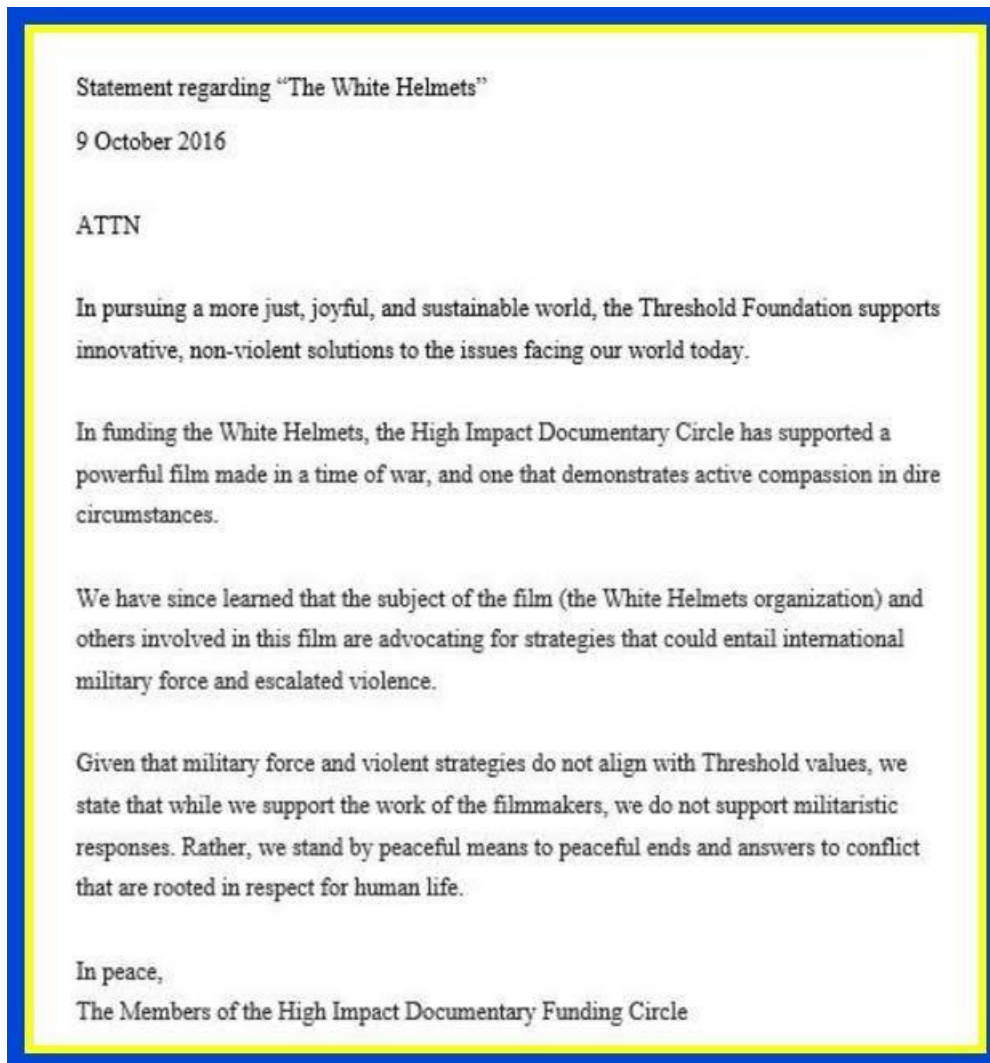 Statement regarding “The White Helmets”
9 October 2016
ATTN
In pursuing a more just, joyful, and sustainable world, the Threshold Foundation supports
innovative, non-violent solutions to the issues facing our world today.
In funding the White Helmets, the High Impact Documentary Circle has supported a
powerful film made in a time of war, and one that demonstrates active compassion in dire
circumstances.
We have since learned that the subject of the film (the White Helmets organization) and
others involved in this film are advocating for strategies that could entail international
military force and escalated violence.
Given that military force and violent strategies do not align with Threshold values, we
state that while we support the work of the filmmakers, we do not support militaristic
responses. Rather, we stand by peaceful means to peaceful ends and answers to conflict
that are rooted in respect for human life.
In peace,
The Members of the High Impact Documentary Funding Circle